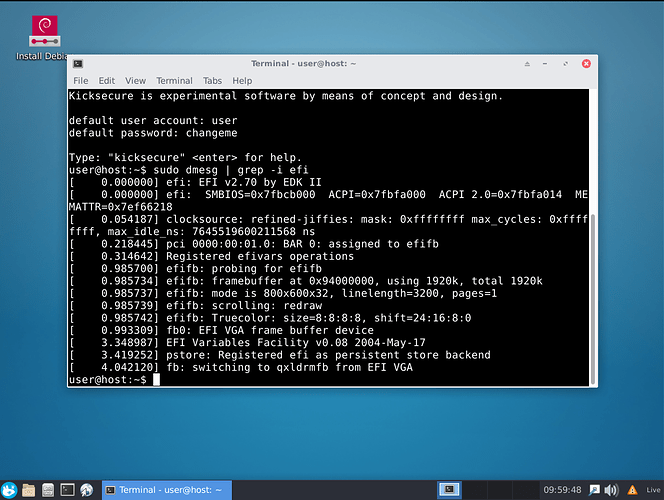 Install Debia
Terminal - user@host: ~
File Edit View Terminal Tabs Help
Kicksecure is experimental software by means of concept and design.
default user account: user
default password: changeme
Type: "kicksecure" <enter> for help.
user@host:~$ sudo dmesg | grep -i efi
[    0.000000] efi: EFI v2.70 by EDK II
[    0.000000] efi:  SMBIOS=0x7fbcb000  ACPI=0x7fbfa000  ACPI 2.0=0x7fbfa014  ME
MATTR=0x7ef66218
[    0.054187] clocksource: refined-jiffies: mask: 0xffffffff max_cycles: 0xffff
ffff, max_idle_ns: 7645519600211568 ns
[    0.218445] pci 0000:00:01.0: BAR 0: assigned to efifb
[    0.314642] Registered efivars operations
[    0.985700] efifb: probing for efifb
[    0.985734] efifb: framebuffer at 0x94000000, using 1920k, total 1920k
[    0.985737] efifb: mode is 800x600x32, linelength=3200, pages=1
[    0.985739] efifb: scrolling: redraw
[    0.985742] efifb: Truecolor: size=8:8:8:8, shift=24:16:8:0
[    0.993309] fb0: EFI VGA frame buffer device
[    3.348987] EFI Variables Facility v0.08 2004-May-17
[    3.419252] pstore: Registered efi as persistent store backend
[    4.042120] fb: switching to qxldrmfb from EFI VGA
user@host:~$
Terminal - user@host: ~
09:59:48
Live